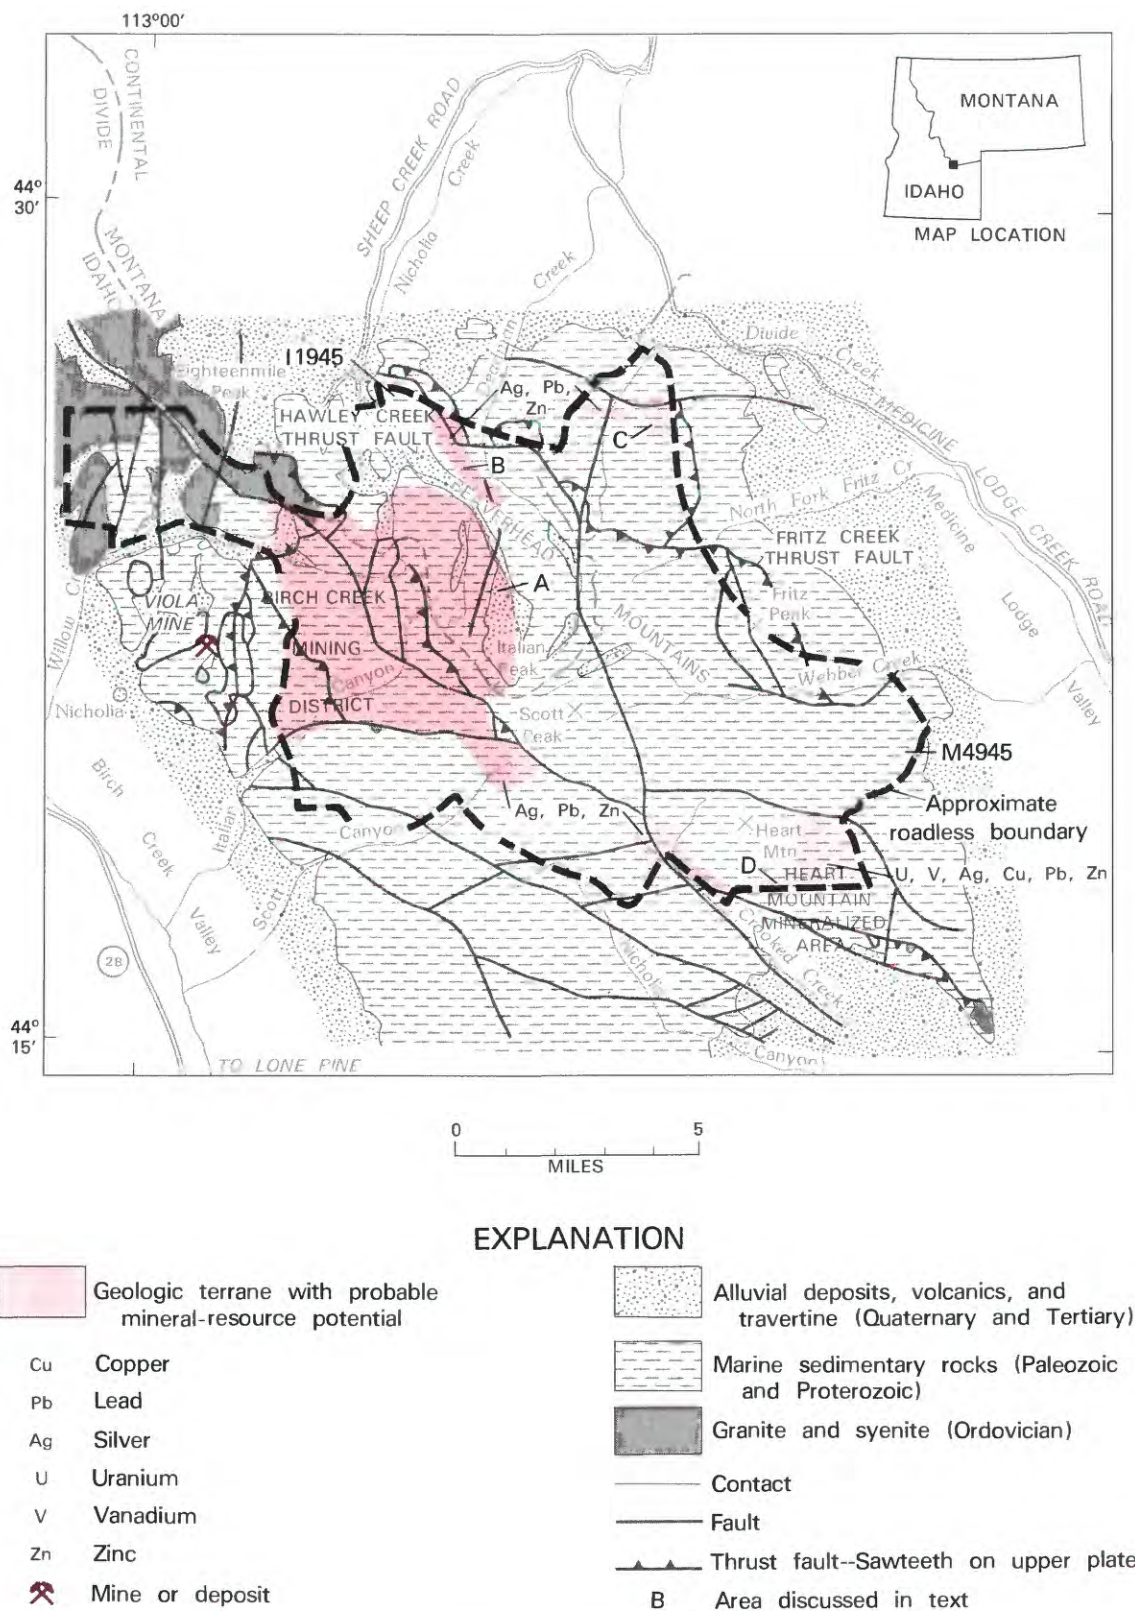 113°00'
CONTINENTAL
DIVIDE
44°
30'
MONTANA
IDAHO
SHEEP CREEK ROAD
Nicholia
Creek
Creek
MONTANA
IDAHO
MAP LOCATION
Divide
Creek
MEDICINE LODGE CREEK ROAD
I1945
Eighteenmile
Peak
HAWLEY CREEK
THRUST FAULT
Ag, Pb,
Zn
C
B
North Fork Fritz Cr
Medicine
Lodge
Valley
FRITZ CREEK
THRUST FAULT
Fritz
Peak
Webber Creek
BEAVERHEAD
MOUNTAINS
A
BIRCH CREEK
MINING
DISTRICT
Canyon
Italian
Peak
VIOLA
MINE
Willow Cr
Nicholia
Scott
Peak
M4945
Approximate
roadless boundary
Ag, Pb, Zn
Heart
Mtn
D
HEART
MOUNTAIN
MINERALIZED
AREA
U, V, Ag, Cu, Pb, Zn
Birch
Creek
Valley
Italian
Canyon
Scott
Crooked Creek
Nicholia
Canyon
28
44°
15'
TO LONE PINE
0 5
MILES
EXPLANATION
Geologic terrane with probable
mineral-resource potential
Cu Copper
Pb Lead
Ag Silver
U Uranium
V Vanadium
Zn Zinc
Mine or deposit
Alluvial deposits, volcanics, and
travertine (Quaternary and Tertiary)
Marine sedimentary rocks (Paleozoic
and Proterozoic)
Granite and syenite (Ordovician)
Contact
Fault
Thrust fault--Sawteeth on upper plate
B Area discussed in text